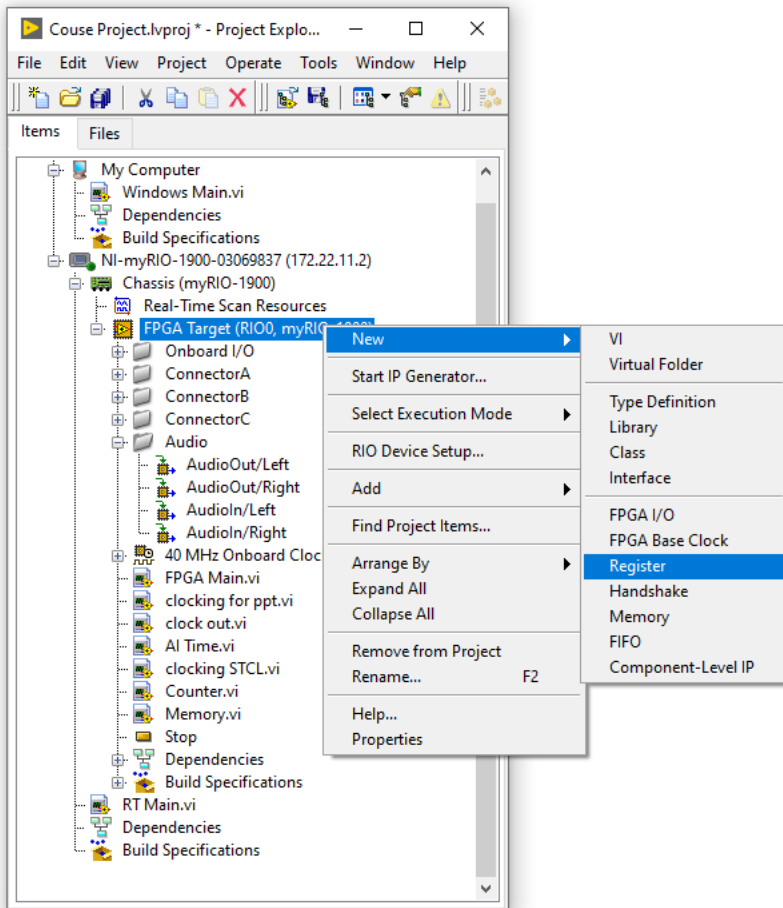 Couse Project.lvproj * - Project Explo...
File Edit View Project Operate Tools Window Help
Items Files
My Computer
Windows Main.vi
Dependencies
Build Specifications
NI-myRIO-1900-03069837 (172.22.11.2)
Chassis (myRIO-1900)
Real-Time Scan Resources
FPGA Target (RIO0, myRIO-1900)
Onboard I/O
ConnectorA
ConnectorB
ConnectorC
Audio
AudioOut/Left
AudioOut/Right
AudioIn/Left
AudioIn/Right
40 MHz Onboard Cloc
FPGA Main.vi
clocking for ppt.vi
clock out.vi
AI Time.vi
clocking STCL.vi
Counter.vi
Memory.vi
Stop
Dependencies
Build Specifications
RT Main.vi
Dependencies
Build Specifications
New
Start IP Generator...
Select Execution Mode
RIO Device Setup...
Add
Find Project Items...
Arrange By
Expand All
Collapse All
Remove from Project
Rename... F2
Help...
Properties
VI
Virtual Folder
Type Definition
Library
Class
Interface
FPGA I/O
FPGA Base Clock
Register
Handshake
Memory
FIFO
Component-Level IP